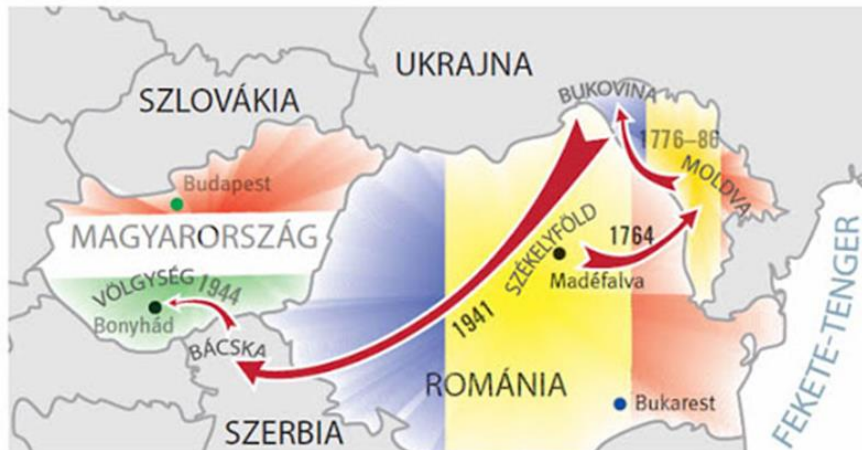 UKRAJNA
SZLOVÁKIA
BUKOVINA
1776–86
MOLDVA
Budapest
MAGYARORSZÁG
SZÉKELYFÖLD
1764
Madéfalva
VÖLGYSÉG
1944
Bonyhád
BÁCSKA
1941
ROMÁNIA
Bukarest
SZERBIA
FEKETE-TENGER